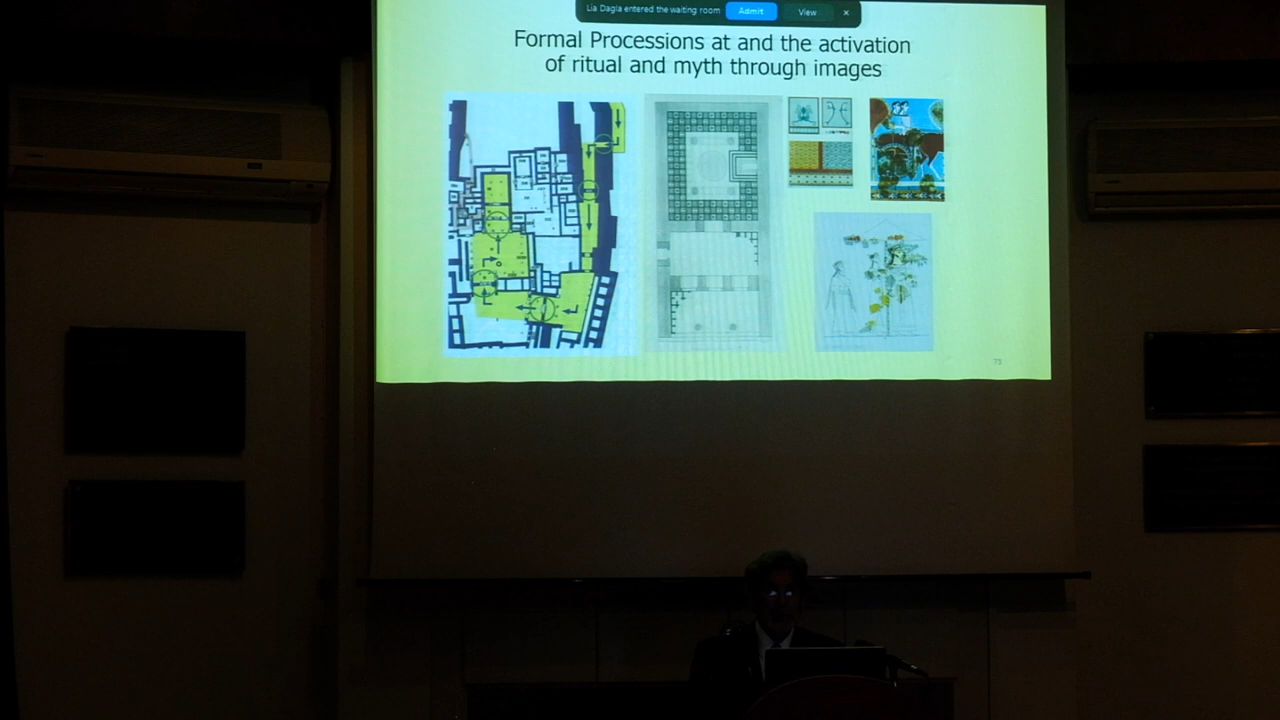 Lia Dagla entered the waiting room Admit View ×
Formal Processions at and the activation
of ritual and myth through images
75